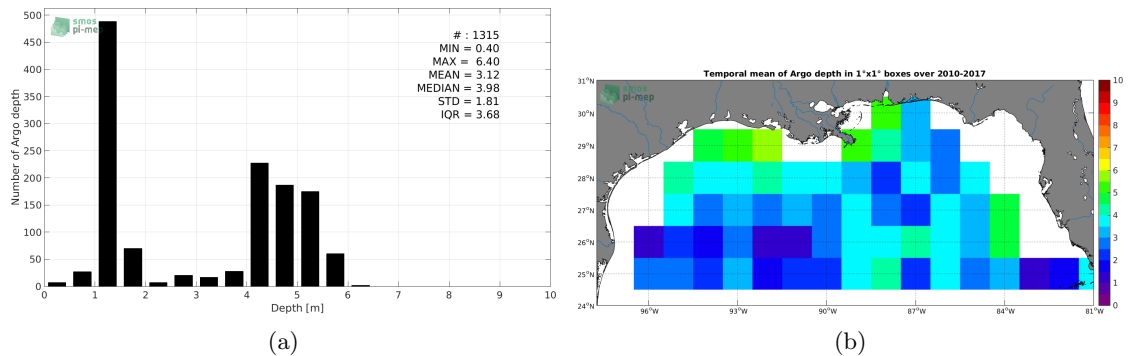 smos
pi-mep
# : 1315
MIN = 0.40
MAX = 6.40
MEAN = 3.12
MEDIAN = 3.98
STD = 1.81
IQR = 3.68
Number of Argo depth
500
450
400
350
300
250
200
150
100
50
0
0 1 2 3 4 5 6 7 8 9 10
Depth [m]
(a)
Temporal mean of Argo depth in 1°x1° boxes over 2010-2017
smos
pi-mep
31°N
30°N
29°N
28°N
27°N
26°N
25°N
24°N
96°W 93°W 90°W 87°W 84°W 81°W
10
9
8
7
6
5
4
3
2
1
0
(b)